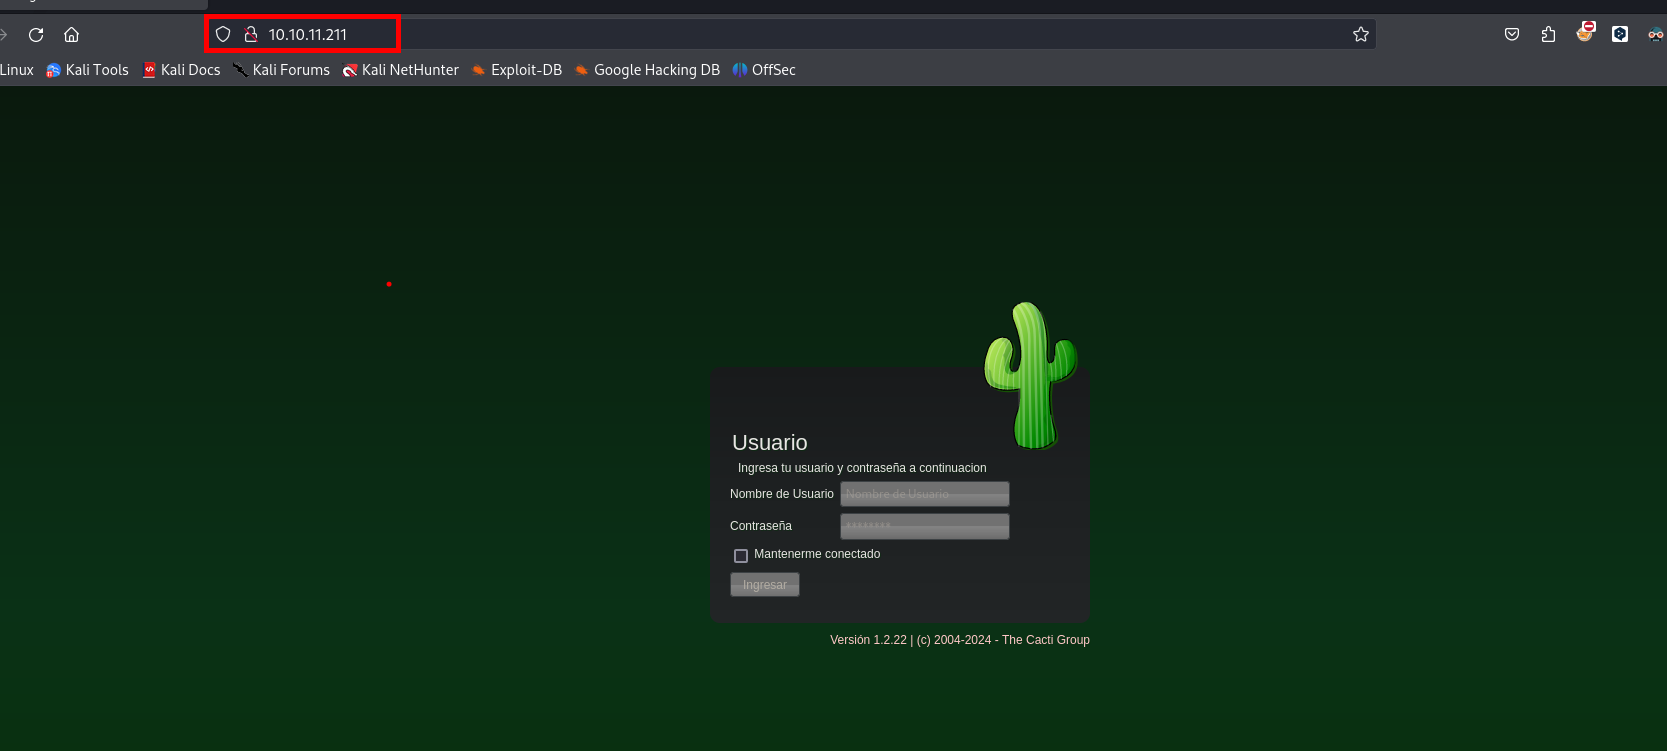 10.10.11.211
Linux Kali Tools Kali Docs Kali Forums Kali NetHunter Exploit-DB Google Hacking DB OffSec
Usuario
Ingresa tu usuario y contraseña a continuacion
Nombre de Usuario Nombre de Usuario
Contraseña ********
Mantenerme conectado
Ingresar
Versión 1.2.22 | (c) 2004-2024 - The Cacti Group